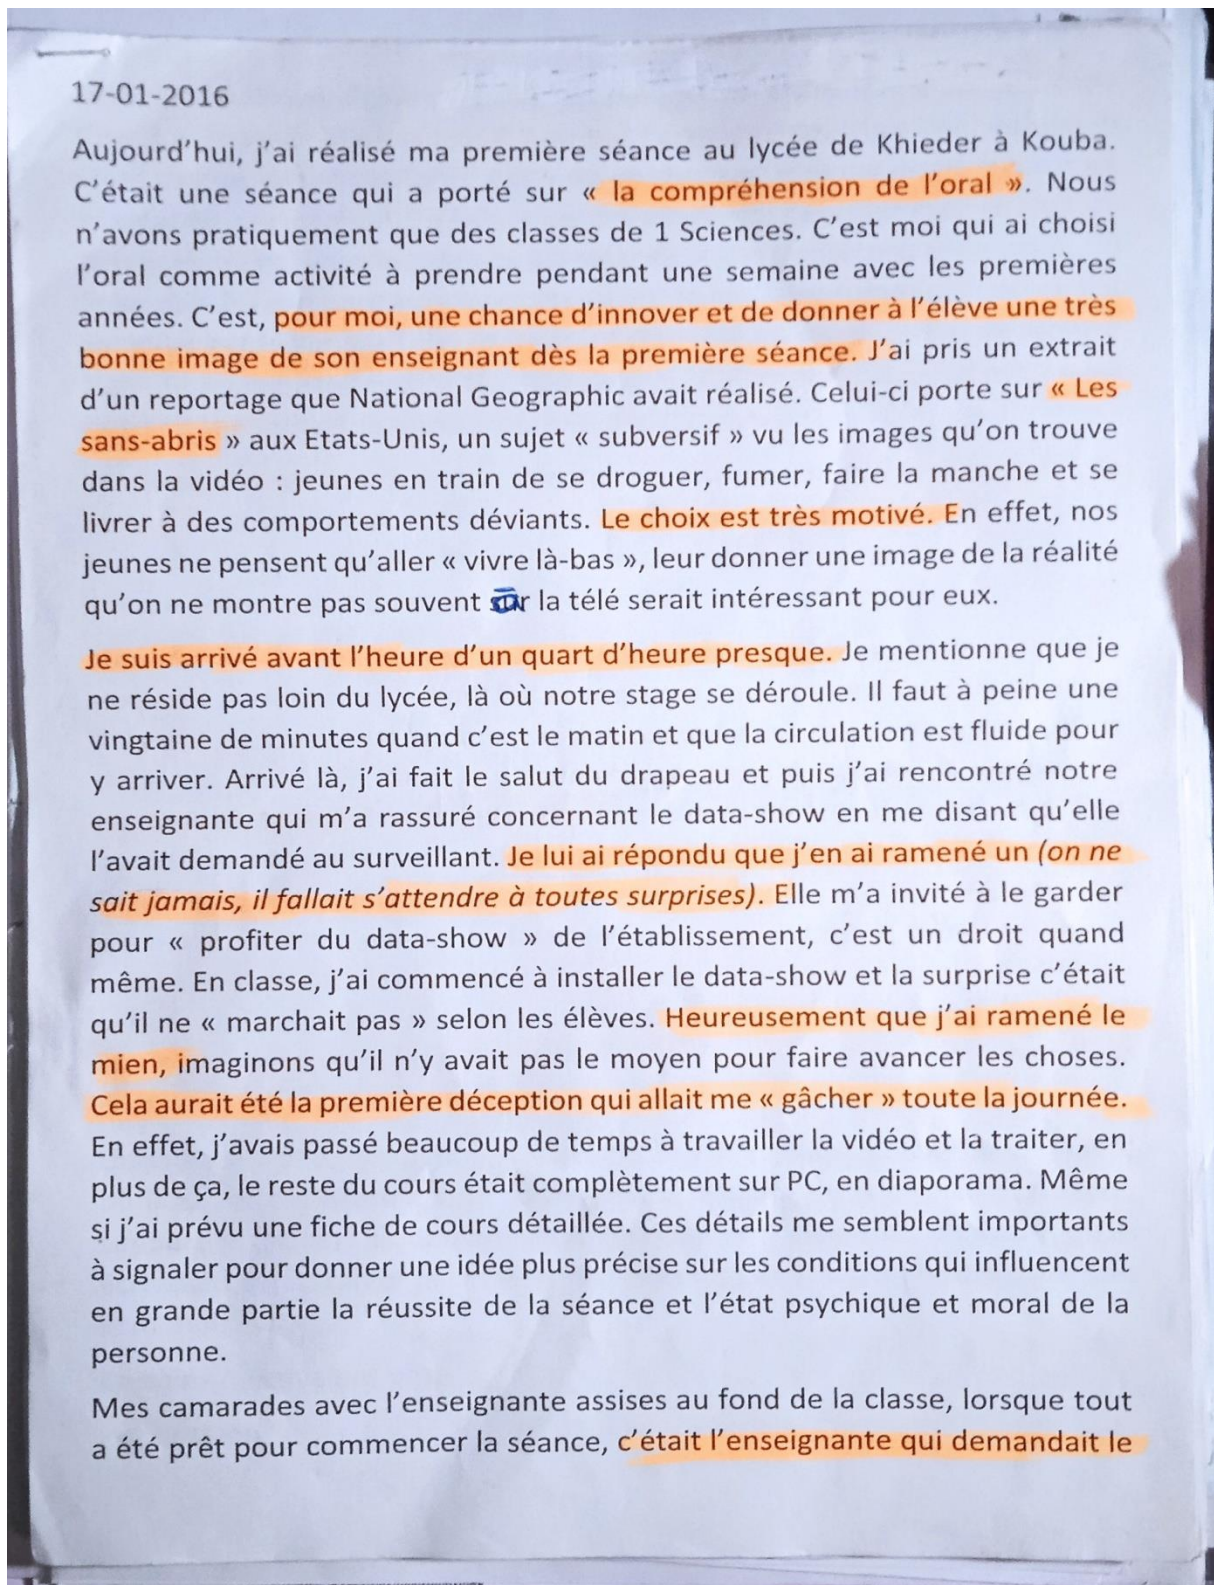 17-01-2016
Aujourd'hui, j'ai réalisé ma première séance au lycée de Khieder à Kouba.
C'était une séance qui a porté sur « la compréhension de l'oral ». Nous
n'avons pratiquement que des classes de 1 Sciences. C'est moi qui ai choisi
l'oral comme activité à prendre pendant une semaine avec les premières
années. C'est, pour moi, une chance d'innover et de donner à l'élève une très
bonne image de son enseignant dès la première séance. J'ai pris un extrait
d'un reportage que National Geographic avait réalisé. Celui-ci porte sur « Les
sans-abris » aux Etats-Unis, un sujet « subversif » vu les images qu'on trouve
dans la vidéo : jeunes en train de se droguer, fumer, faire la manche et se
livrer à des comportements déviants. Le choix est très motivé. En effet, nos
jeunes ne pensent qu'aller « vivre là-bas », leur donner une image de la réalité
qu'on ne montre pas souvent sur la télé serait intéressant pour eux.
Je suis arrivé avant l'heure d'un quart d'heure presque. Je mentionne que je
ne réside pas loin du lycée, là où notre stage se déroule. Il faut à peine une
vingtaine de minutes quand c'est le matin et que la circulation est fluide pour
y arriver. Arrivé là, j'ai fait le salut du drapeau et puis j'ai rencontré notre
enseignante qui m'a rassuré concernant le data-show en me disant qu'elle
l'avait demandé au surveillant. Je lui ai répondu que j'en ai ramené un (on ne
sait jamais, il fallait s'attendre à toutes surprises). Elle m'a invité à le garder
pour « profiter du data-show » de l'établissement, c'est un droit quand
même. En classe, j'ai commencé à installer le data-show et la surprise c'était
qu'il ne « marchait pas » selon les élèves. Heureusement que j'ai ramené le
mien, imaginons qu'il n'y avait pas le moyen pour faire avancer les choses.
Cela aurait été la première déception qui allait me « gâcher » toute la journée.
En effet, j'avais passé beaucoup de temps à travailler la vidéo et la traiter, en
plus de ça, le reste du cours était complètement sur PC, en diaporama. Même
si j'ai prévu une fiche de cours détaillée. Ces détails me semblent importants
à signaler pour donner une idée plus précise sur les conditions qui influencent
en grande partie la réussite de la séance et l'état psychique et moral de la
personne.
Mes camarades avec l'enseignante assises au fond de la classe, lorsque tout
a été prêt pour commencer la séance, c'était l'enseignante qui demandait le